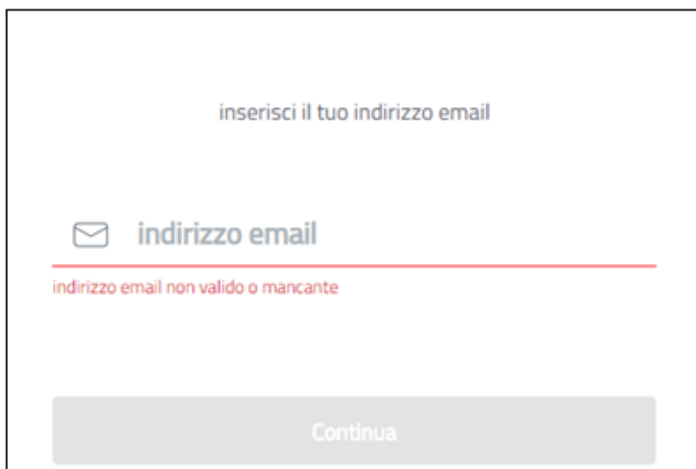 inserisci il tuo indirizzo email
indirizzo email
indirizzo email non valido o mancante
Continua